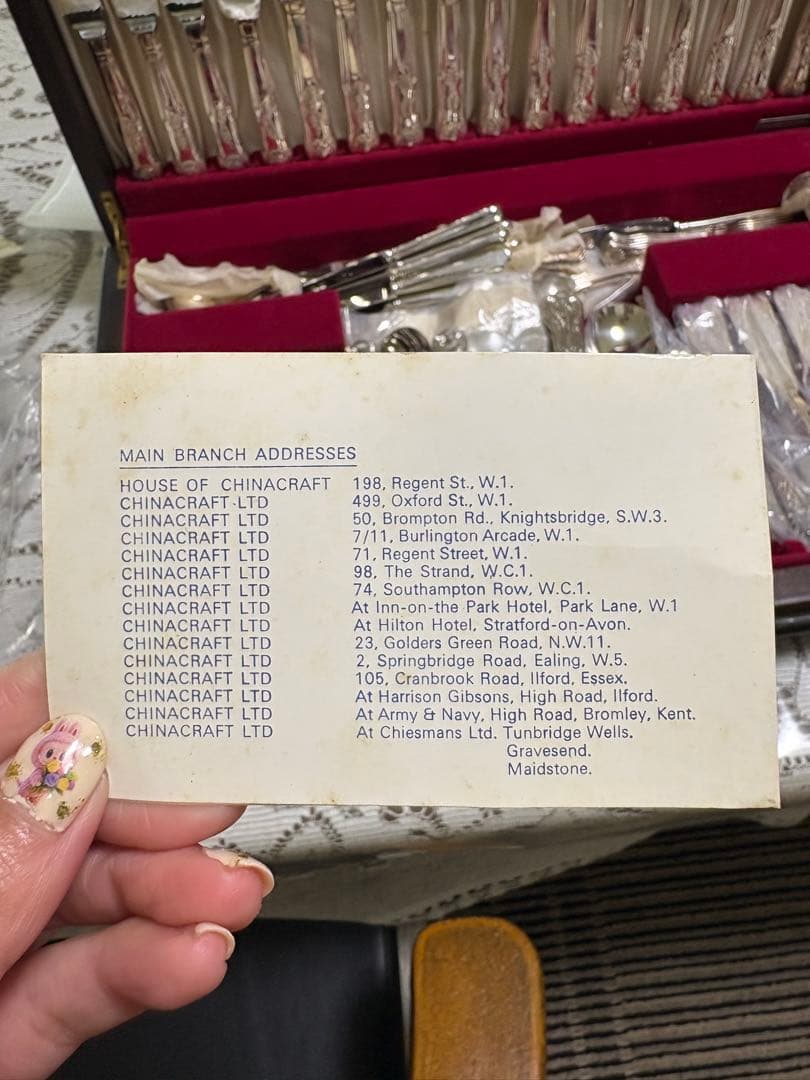 MAIN BRANCH ADDRESSES
HOUSE OF CHINACRAFT 198, Regent St., W.1.
CHINACRAFT LTD 499, Oxford St., W.1.
CHINACRAFT LTD 50, Brompton Rd., Knightsbridge, S.W.3.
CHINACRAFT LTD 7/11, Burlington Arcade, W.1.
CHINACRAFT LTD 71, Regent Street, W.1.
CHINACRAFT LTD 98, The Strand, W.C.1.
CHINACRAFT LTD 74, Southampton Row, W.C.1.
CHINACRAFT LTD At Inn-on-the Park Hotel, Park Lane, W.1
CHINACRAFT LTD At Hilton Hotel, Stratford-on-Avon.
CHINACRAFT LTD 23, Golders Green Road, N.W.11.
CHINACRAFT LTD 2, Springbridge Road, Ealing, W.5.
CHINACRAFT LTD 105, Cranbrook Road, Ilford, Essex.
CHINACRAFT LTD At Harrison Gibsons, High Road, Ilford.
CHINACRAFT LTD At Army & Navy, High Road, Bromley, Kent.
CHINACRAFT LTD At Chiesmans Ltd. Tunbridge Wells.
Gravesend.
Maidstone.